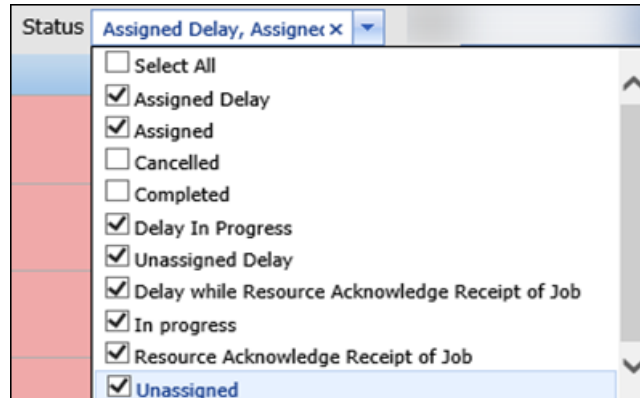 Status Assigned Delay, Assigned
Select All
Assigned Delay
Assigned
Cancelled
Completed
Delay In Progress
Unassigned Delay
Delay while Resource Acknowledge Receipt of Job
In progress
Resource Acknowledge Receipt of Job
Unassigned